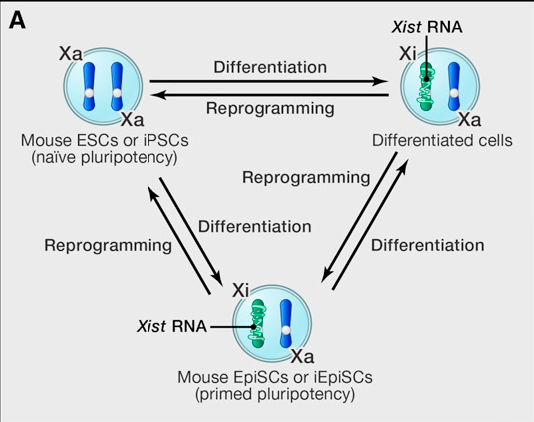 A
Xist RNA
Xa
Differentiation
Xi
Reprogramming
Xa
Xa
Mouse ESCs or iPSCs
(naïve pluripotency)
Differentiated cells
Reprogramming
Differentiation
Reprogramming
Differentiation
Xi
Xist RNA
Xa
Mouse EpiSCs or iEpiSCs
(primed pluripotency)